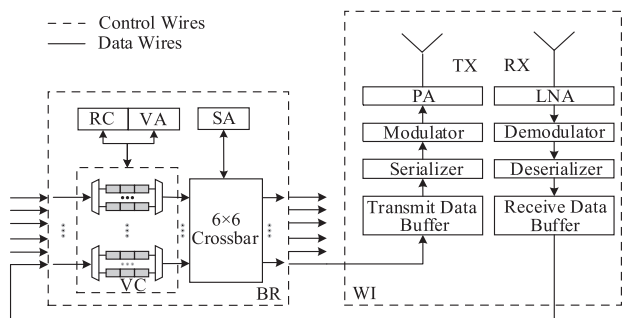 Control Wires
Data Wires
TX RX
PA
LNA
RC VA
SA
Modulator
Demodulator
Serializer
Deserializer
6×6
Crossbar
Transmit Data
Buffer
Receive Data
Buffer
VC
BR
WI